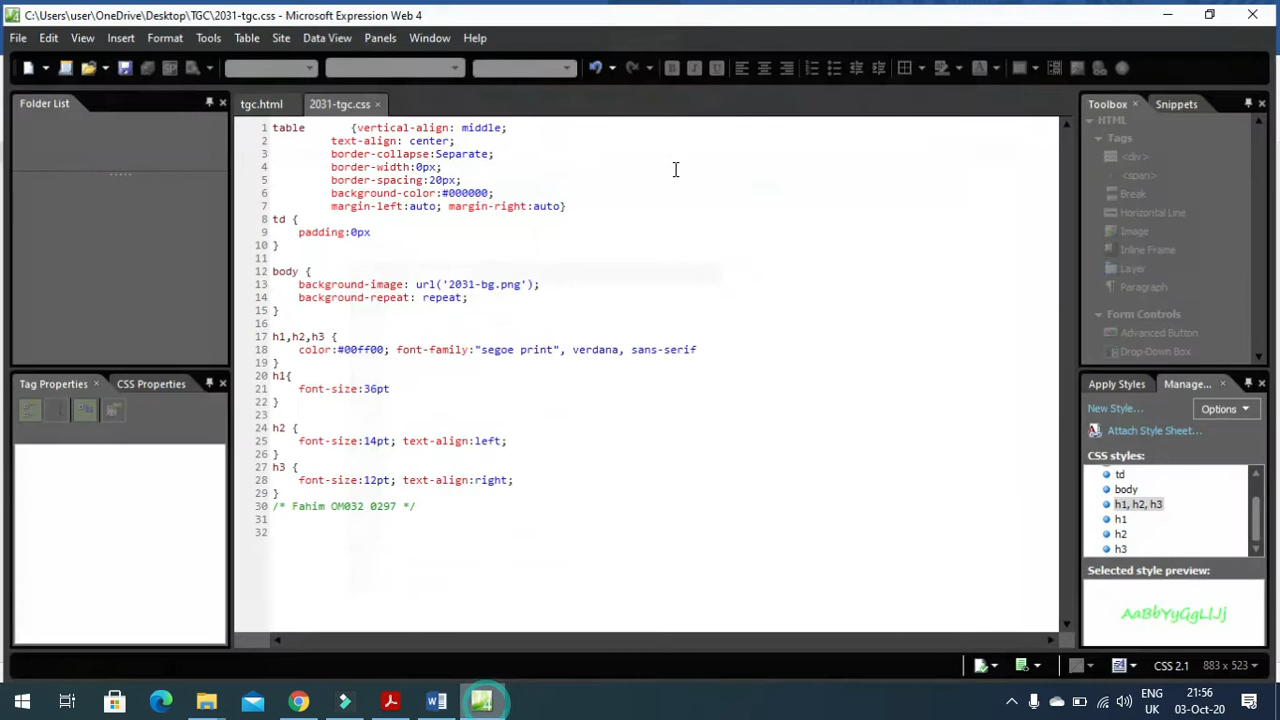 C:\Users\user\OneDrive\Desktop\TGC\2031-tgc.css - Microsoft Expression Web 4
File Edit View Insert Format Tools Table Site Data View Panels Window Help
Folder List
tgc.html 2031-tgc.css
Toolbox Snippets
1 table {vertical-align: middle;
2 text-align: center;
3 border-collapse:Separate;
4 border-width:0px;
5 border-spacing:20px;
6 background-color:#000000;
7 margin-left:auto; margin-right:auto}
8 td {
9 padding:0px
10 }
11
12 body {
13 background-image: url('2031-bg.png');
14 background-repeat: repeat;
15 }
16
17 h1,h2,h3 {
18 color:#00ff00; font-family:"segoe print", verdana, sans-serif
19 }
20 h1{
21 font-size:36pt
22 }
23
24 h2 {
25 font-size:14pt; text-align:left;
26 }
27 h3 {
28 font-size:12pt; text-align:right;
29 }
30 /* Fahim OM032 0297 */
31
32
HTML
Tags
<div>
<span>
Break
Horizontal Line
Image
Inline Frame
Layer
Paragraph
Form Controls
Advanced Button
Drop-Down Box
Tag Properties CSS Properties
Apply Styles Manage...
New Style... Options
Attach Style Sheet...
CSS styles:
td
body
h1, h2, h3
h1
h2
h3
Selected style preview:
AaBbYyGgLlJj
CSS 2.1 883 x 523
ENG
UK
21:56
03-Oct-20